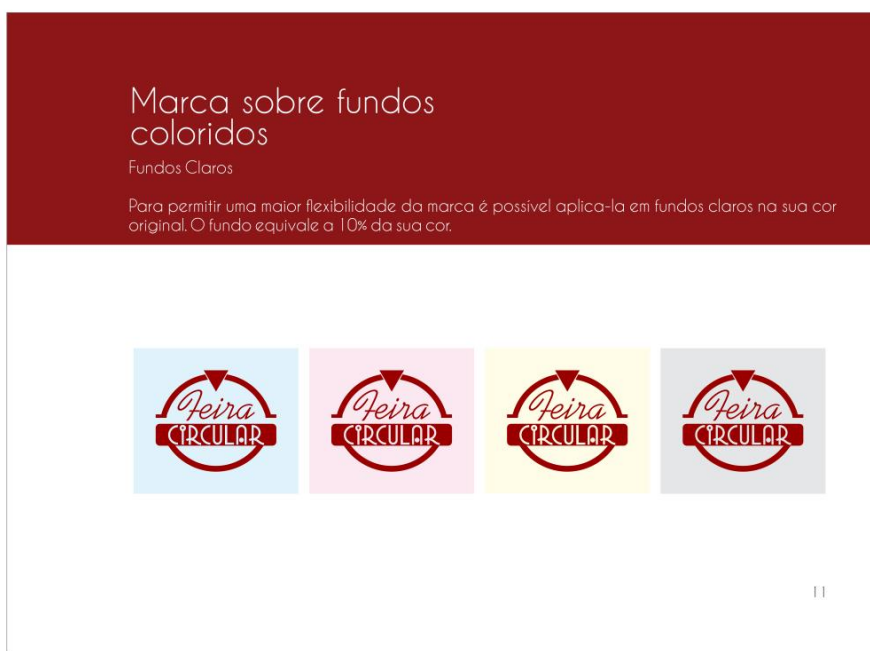 Marca sobre fundos
coloridos
Fundos Claros
Para permitir uma maior flexibilidade da marca é possível aplica-la em fundos claros na sua cor
original. O fundo equivale a 10% da sua cor.
Feira
CIRCULAR
Feira
CIRCULAR
Feira
CIRCULAR
Feira
CIRCULAR
11